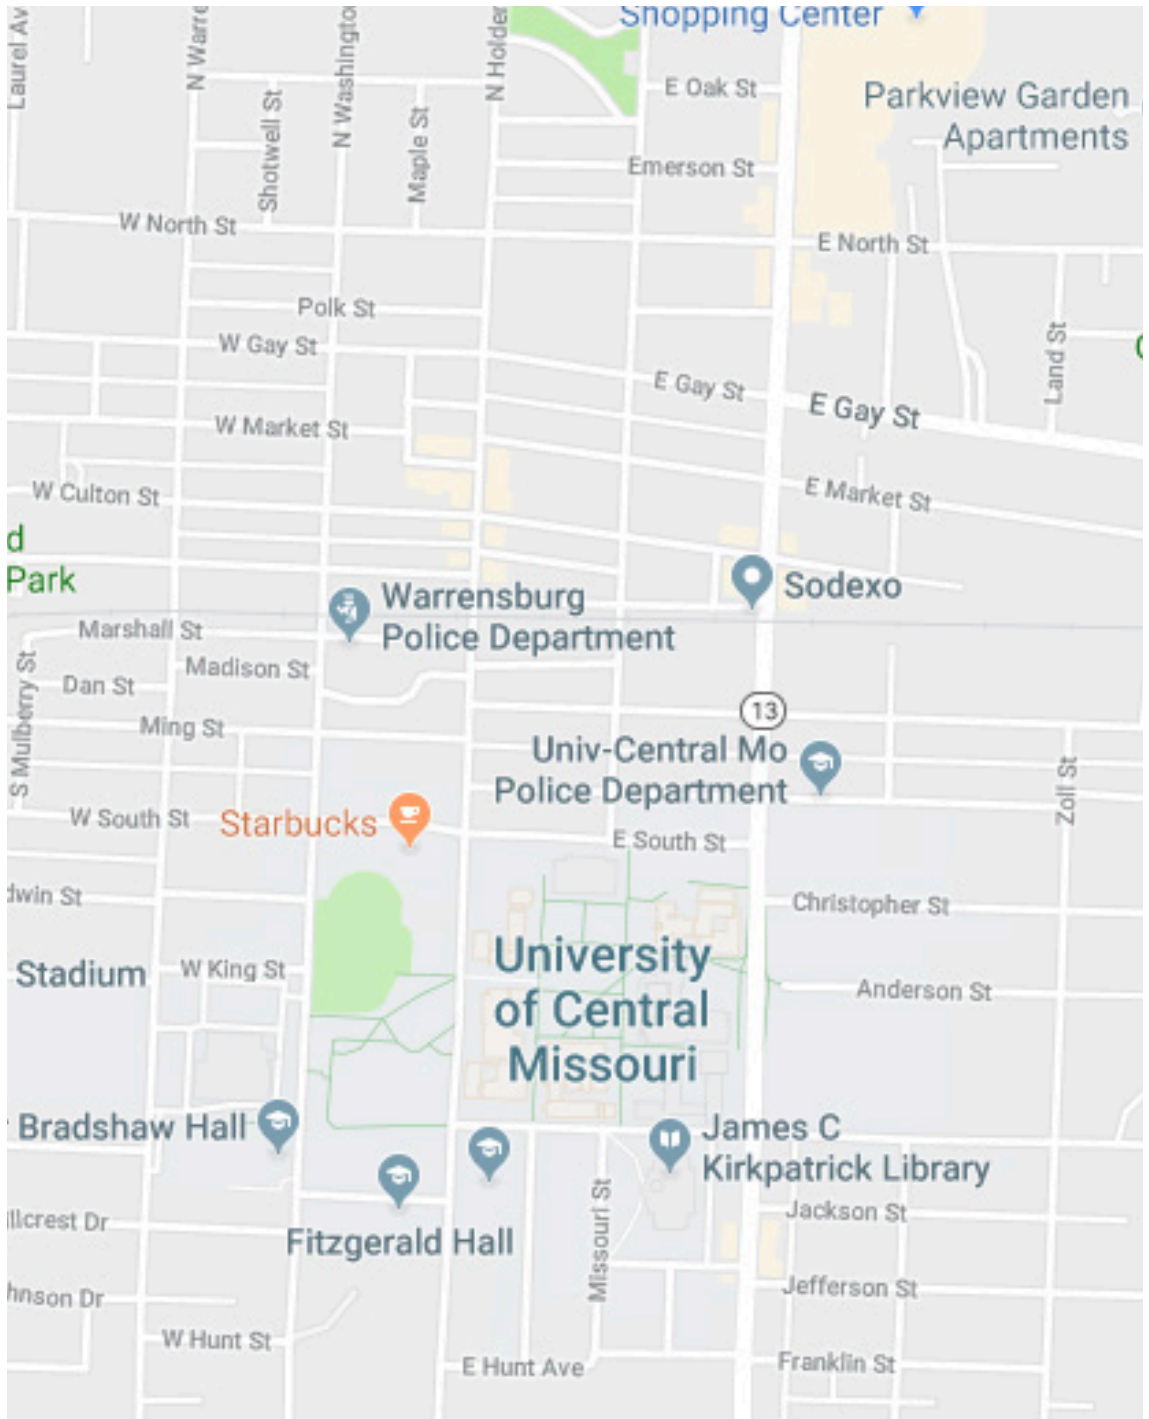 Shopping Center
Laurel Av
N Warre
N Washingto
N Holder
E Oak St
Parkview Garden
Apartments
Shotwell St
Maple St
Emerson St
W North St
E North St
Polk St
W Gay St
Land St
E Gay St
E Gay St
W Market St
W Culton St
E Market St
d
Park
Warrensburg
Police Department
Sodexo
Marshall St
Madison St
Dan St
S Mulberry St
Ming St
13
Univ-Central Mo
Police Department
Zoll St
W South St
Starbucks
E South St
dwin St
Christopher St
University
of Central
Missouri
Stadium
W King St
Anderson St
Bradshaw Hall
James C
Kirkpatrick Library
Missouri St
Jackson St
llcrest Dr
Fitzgerald Hall
hnson Dr
Jefferson St
W Hunt St
E Hunt Ave
Franklin St